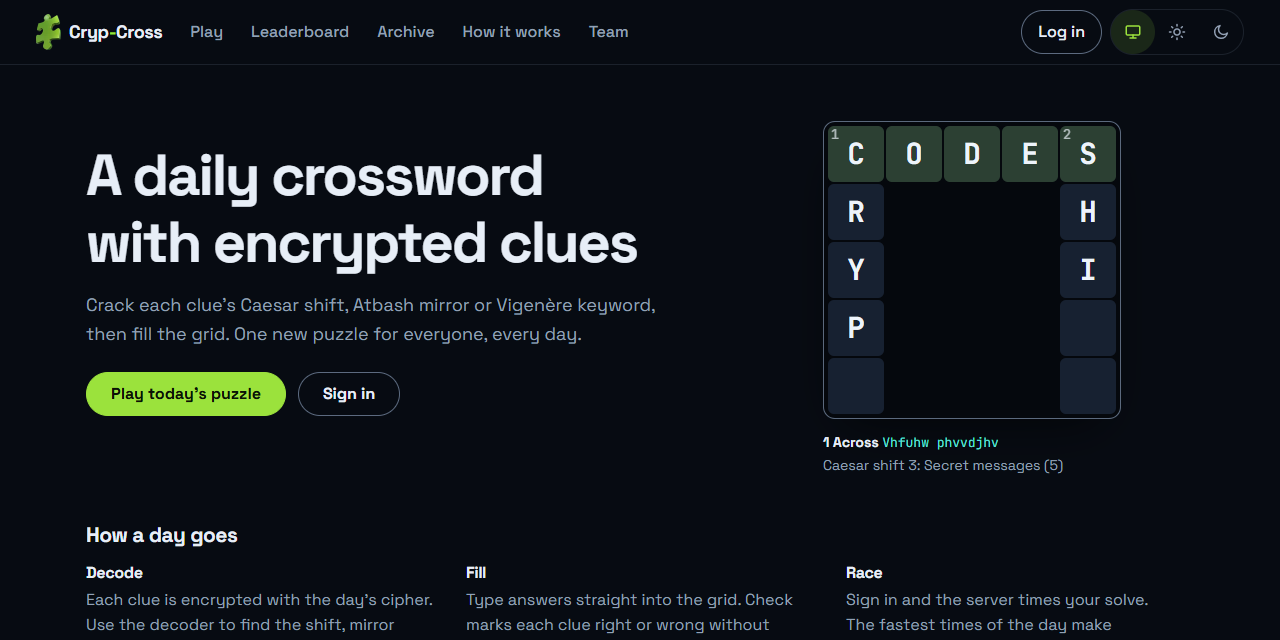 Cryp-Cross Play Leaderboard Archive How it works Team Log in
A daily crossword
with encrypted clues
Crack each clue's Caesar shift, Atbash mirror or Vigenère keyword,
then fill the grid. One new puzzle for everyone, every day.
Play today's puzzle Sign in
1 C O D E 2 S
R H
Y I
P
1 Across Vhfuhw phvvdjhv
Caesar shift 3: Secret messages (5)
How a day goes
Decode
Each clue is encrypted with the day's cipher.
Use the decoder to find the shift, mirror
Fill
Type answers straight into the grid. Check
marks each clue right or wrong without
Race
Sign in and the server times your solve.
The fastest times of the day make